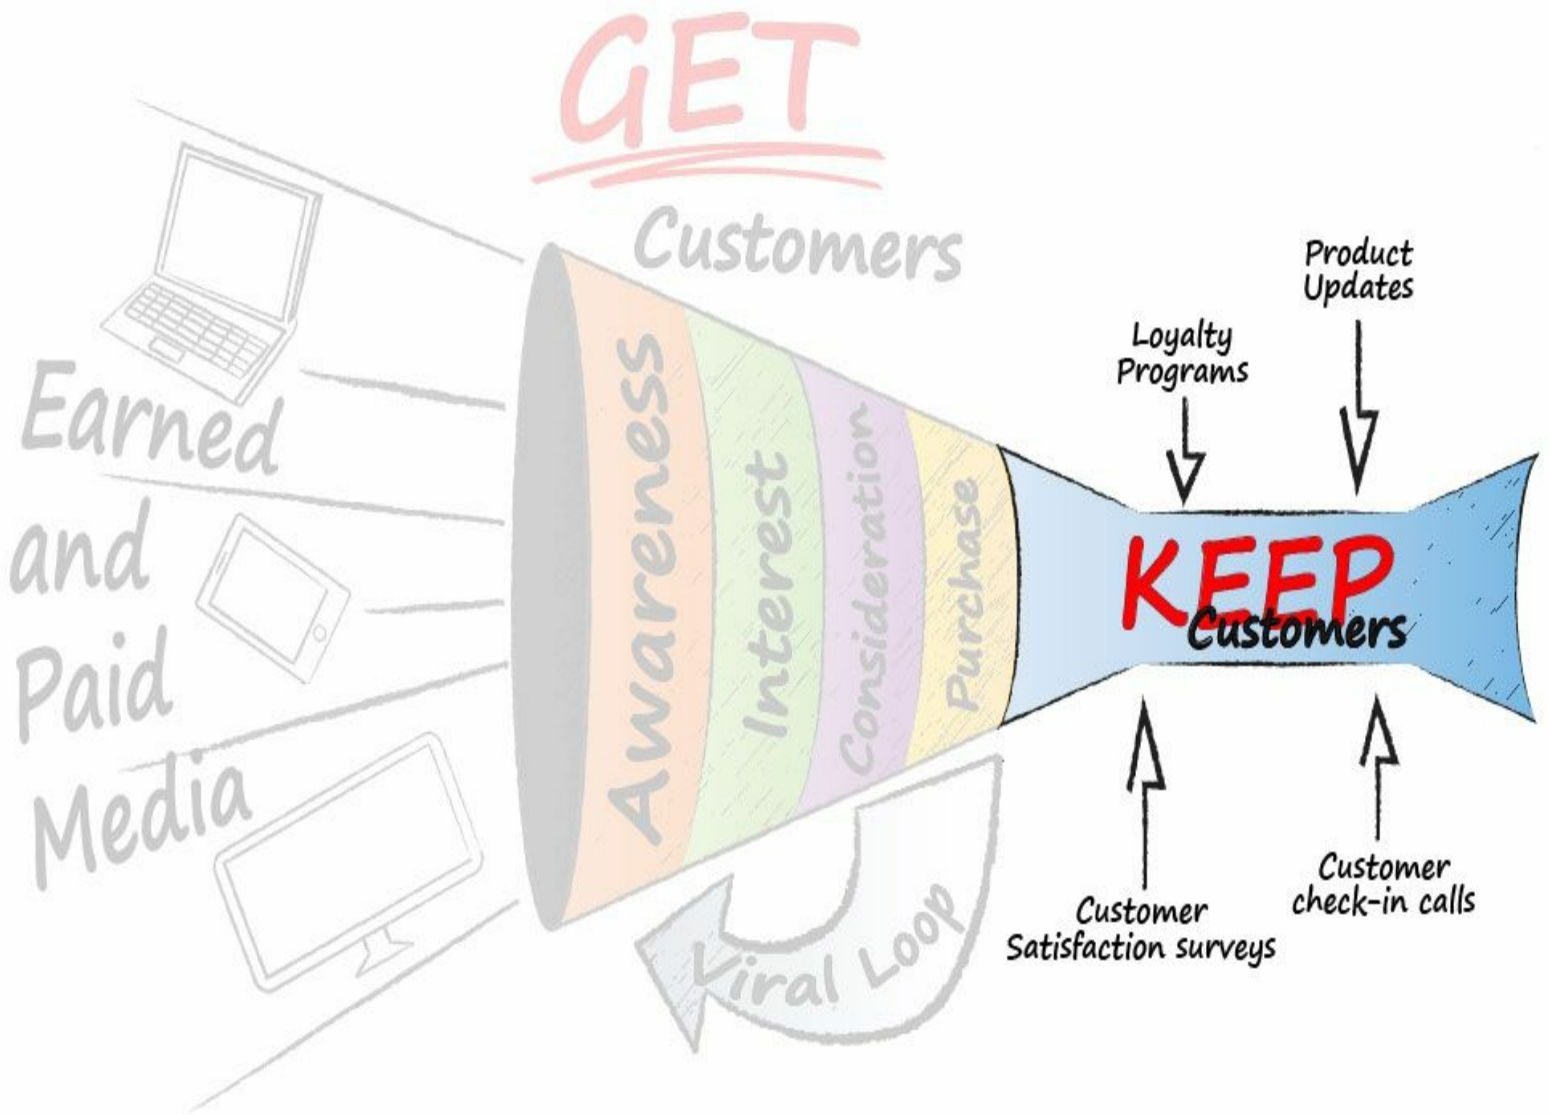 GET
Customers
Earned
and
Paid
Media
Awareness
Interest
Consideration
Purchase
Viral Loop
Product
Updates
Loyalty
Programs
KEEP
Customers
Customer
Satisfaction surveys
Customer
check-in calls